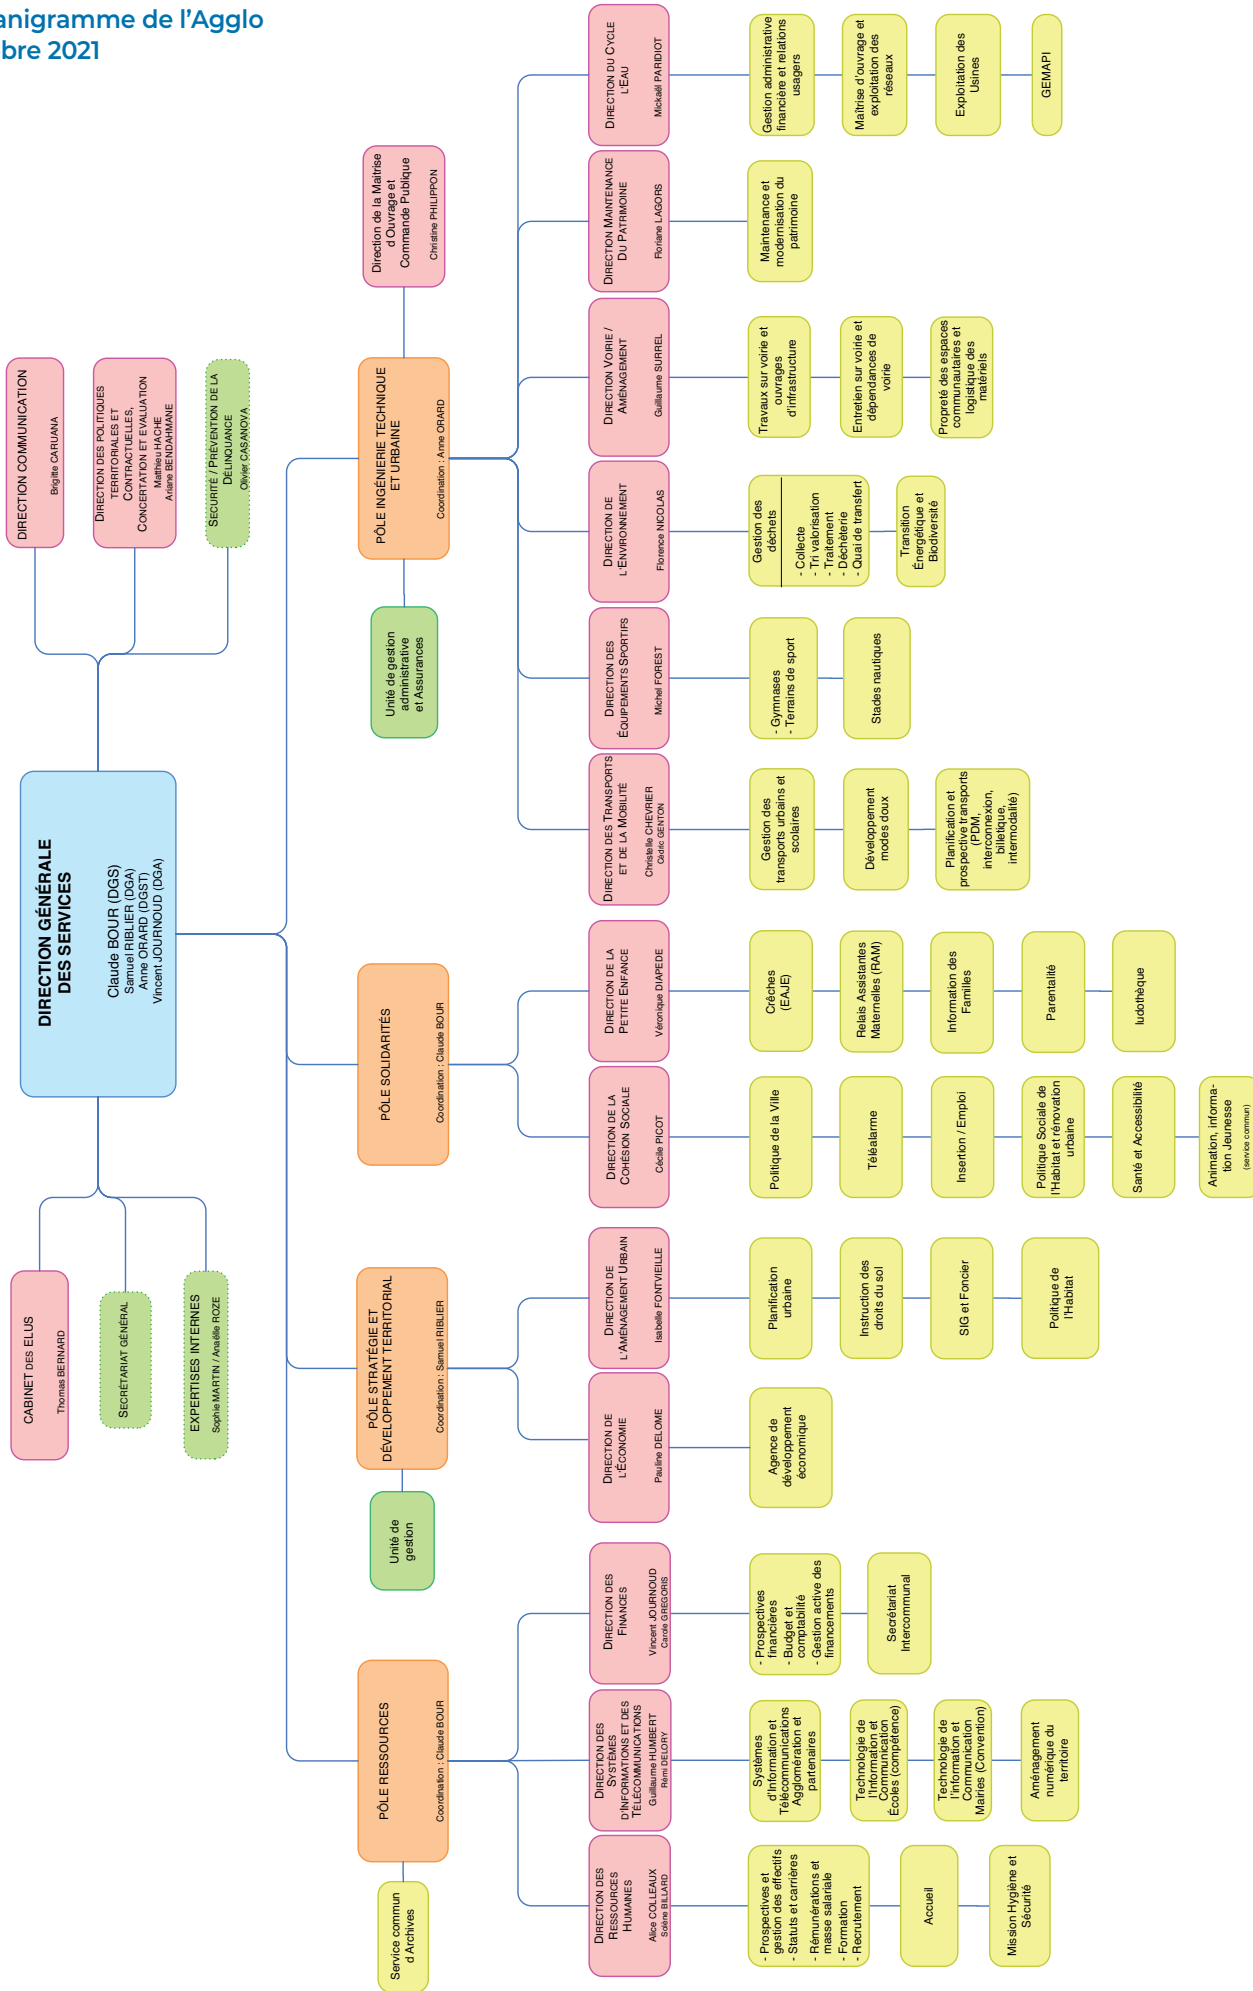 anigramme de l'Agglo
bre 2021
DIRECTION GÉNÉRALE
DES SERVICES
Claude BOUR (DGS)
Samuel RIBLIER (DGA)
Anne ORARD (DGST)
Vincent JOURNOUD (DGA)
CABINET DES ELUS
Thomas BERNARD
SECRÉTARIAT GÉNÉRAL
EXPERTISES INTERNES
Sophie MARTIN / Anaëlle ROZE
DIRECTION COMMUNICATION
Brigitte CARUANA
DIRECTION DES POLITIQUES
TERRITORIALES ET
CONTRACTUELLES,
CONCERTATION ET EVALUATION
Matthieu HACHE
Ariane BENDAHMANE
SECURITÉ / PRÉVENTION DE LA
DÉLINQUANCE
Olivier CASANOVA
PÔLE RESSOURCES
Coordination : Claude BOUR
Service commun
d Archives
DIRECTION DES
RESSOURCES
HUMAINES
Alice COLLEAUX
Solène BILLARD
- Prospectives et
gestion des effectifs
- Statuts et carrières
- Rémunérations et
masse salariale
- Formation
- Recrutement
Accueil
Mission Hygiène et
Sécurité
DIRECTION DES
SYSTÈMES
D'INFORMATIONS ET DES
TÉLÉCOMMUNICATIONS
Guillaume HUMBERT
Rémi DELORY
Systèmes
d'Information et
Télécommunications
Agglomération et
partenaires
Technologie de
l'Information et
Communication
Écoles (compétence)
Technologie de
l'information et
Communication
Mairies (Convention)
Aménagement
numérique du
territoire
DIRECTION DES
FINANCES
Vincent JOURNOUD
Carole GREGORIS
- Prospectives
financières
- Budget et
comptabilité
- Gestion active des
financements
Secrétariat
Intercommunal
PÔLE STRATÉGIE ET
DÉVELOPPEMENT TERRITORIAL
Coordination : Samuel RIBLIER
Unité de
gestion
DIRECTION DE
L'ÉCONOMIE
Pauline DELOME
Agence de
développement
économique
DIRECTION DE
L'AMÉNAGEMENT URBAIN
Isabelle FONTVIEILLE
Planification
urbaine
Instruction des
droits du sol
SIG et Foncier
Politique de
l'Habitat
PÔLE SOLIDARITÉS
Coordination : Claude BOUR
DIRECTION DE LA
COHÉSION SOCIALE
Cécile PICOT
Politique de la Ville
Téléalarme
Insertion / Emploi
Politique Sociale de
l'Habitat et rénovation
urbaine
Santé et Accessibilité
Animation, informa-
tion Jeunesse
(service commun)
DIRECTION DE LA
PETITE ENFANCE
Véronique DIAPEDE
Crêches
(EAJE)
Relais Assistantes
Maternelles (RAM)
Information des
Familles
Parentalité
ludothèque
PÔLE INGÉNIERIE TECHNIQUE
ET URBAINE
Coordination : Anne ORARD
Unité de gestion
administrative
et Assurances
Direction de la Maitrise
d Ouvrage et
Commande Publique
Christine PHILIPPON
DIRECTION DES TRANSPORTS
ET DE LA MOBILITÉ
Christelle CHEVRIER
Cédric GENTON
Gestion des
transports urbains et
scolaires
Développement
modes doux
Planification et
prospective transports
(PDM,
interconnexion,
billetique,
intermodalité)
DIRECTION DES
ÉQUIPEMENTS SPORTIFS
Michel FOREST
- Gymnases
- Terrains de sport
Stades nautiques
DIRECTION DE
L'ENVIRONNEMENT
Florence NICOLAS
Gestion des
déchets
- Collecte
- Tri valorisation
- Traitement
- Déchèterie
- Quai de transfert
Transition
Énergétique et
Biodiversité
DIRECTION VOIRIE /
AMÉNAGEMENT
Guillaume SURREL
Travaux sur voirie et
ouvrages
d'infrastructure
Entretien sur voirie et
dépendances de
voirie
Propreté des espaces
communautaires et
logistique des
matériels
DIRECTION MAINTENANCE
DU PATRIMOINE
Floriane LAGORS
Maintenance et
modernisation du
patrimoine
DIRECTION DU CYCLE
L'EAU
Mickaël PARIDIOT
Gestion administrative
financière et relations
usagers
Maîtrise d'ouvrage et
exploitation des
réseaux
Exploitation des
Usines
GEMAPI